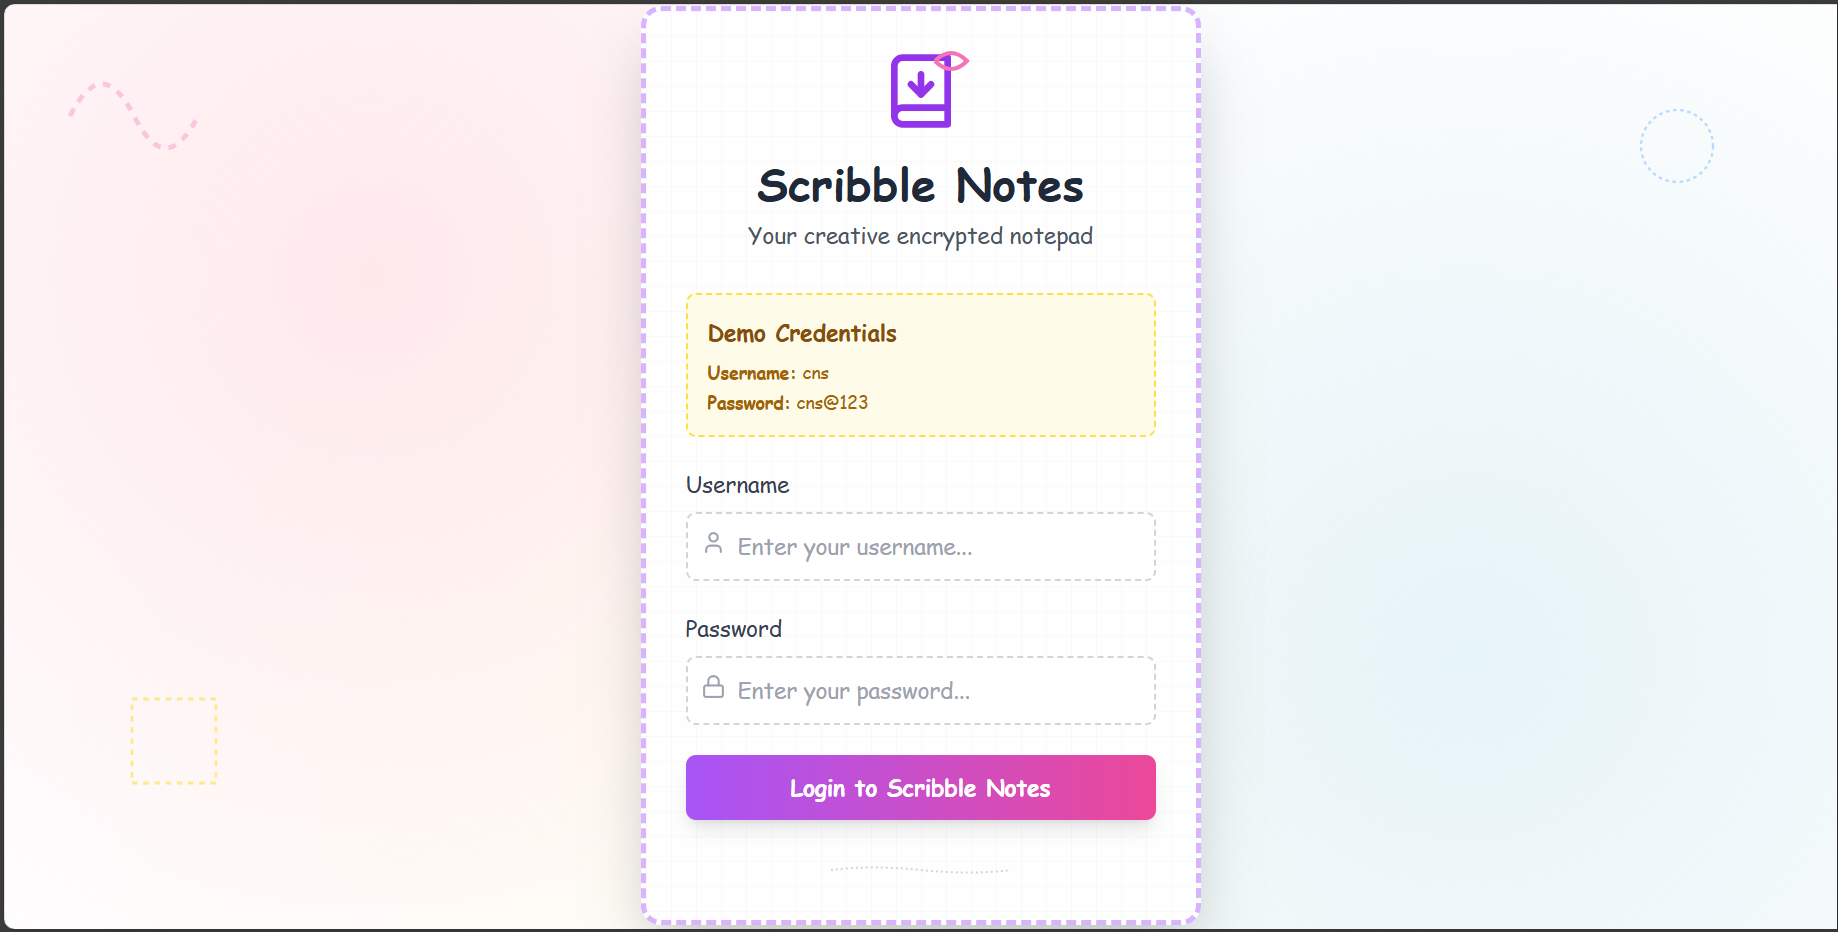 Scribble Notes
Your creative encrypted notepad
Demo Credentials
Username: cns
Password: cns@123
Username
Enter your username...
Password
Enter your password...
Login to Scribble Notes